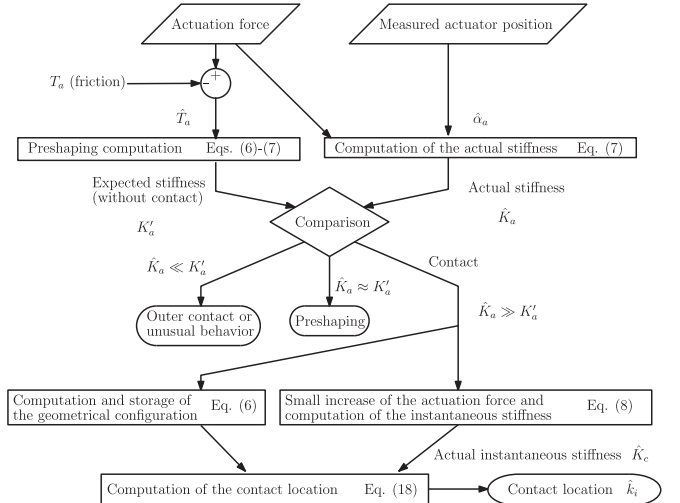 Actuation force
Measured actuator position
T_a (friction)
- +
T̂_a
α̂_a
Preshaping computation Eqs. (6)-(7)
Computation of the actual stiffness Eq. (7)
Expected stiffness
(without contact)
K′_a
Actual stiffness
K̂_a
Comparison
Contact
K̂_a ≪ K′_a
K̂_a ≈ K′_a
K̂_a ≫ K′_a
Outer contact or
unusual behavior
Preshaping
Computation and storage of
the geometrical configuration Eq. (6)
Small increase of the actuation force and
computation of the instantaneous stiffness Eq. (8)
Actual instantaneous stiffness K̂_c
Computation of the contact location Eq. (18)
Contact location k̂_i